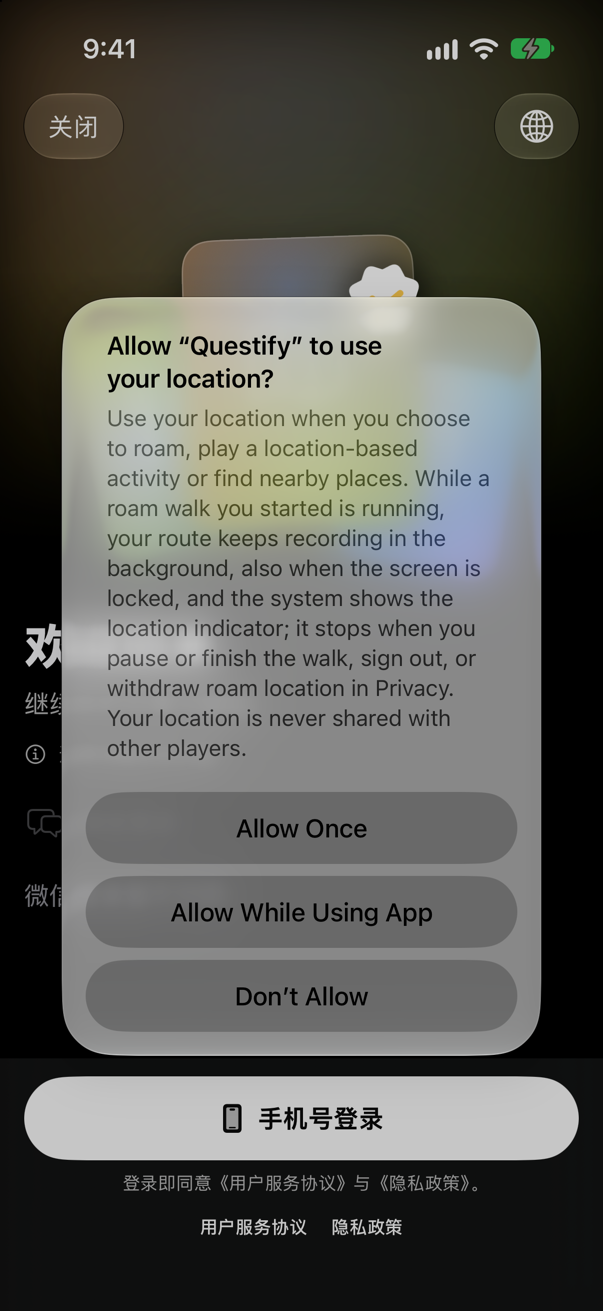 9:41
关闭
Allow “Questify” to use
your location?
Use your location when you choose
to roam, play a location-based
activity or find nearby places. While a
roam walk you started is running,
your route keeps recording in the
background, also when the screen is
locked, and the system shows the
location indicator; it stops when you
pause or finish the walk, sign out, or
withdraw roam location in Privacy.
Your location is never shared with
other players.
Allow Once
Allow While Using App
Don’t Allow
微信
手机号登录
登录即同意《用户服务协议》与《隐私政策》。
用户服务协议 隐私政策